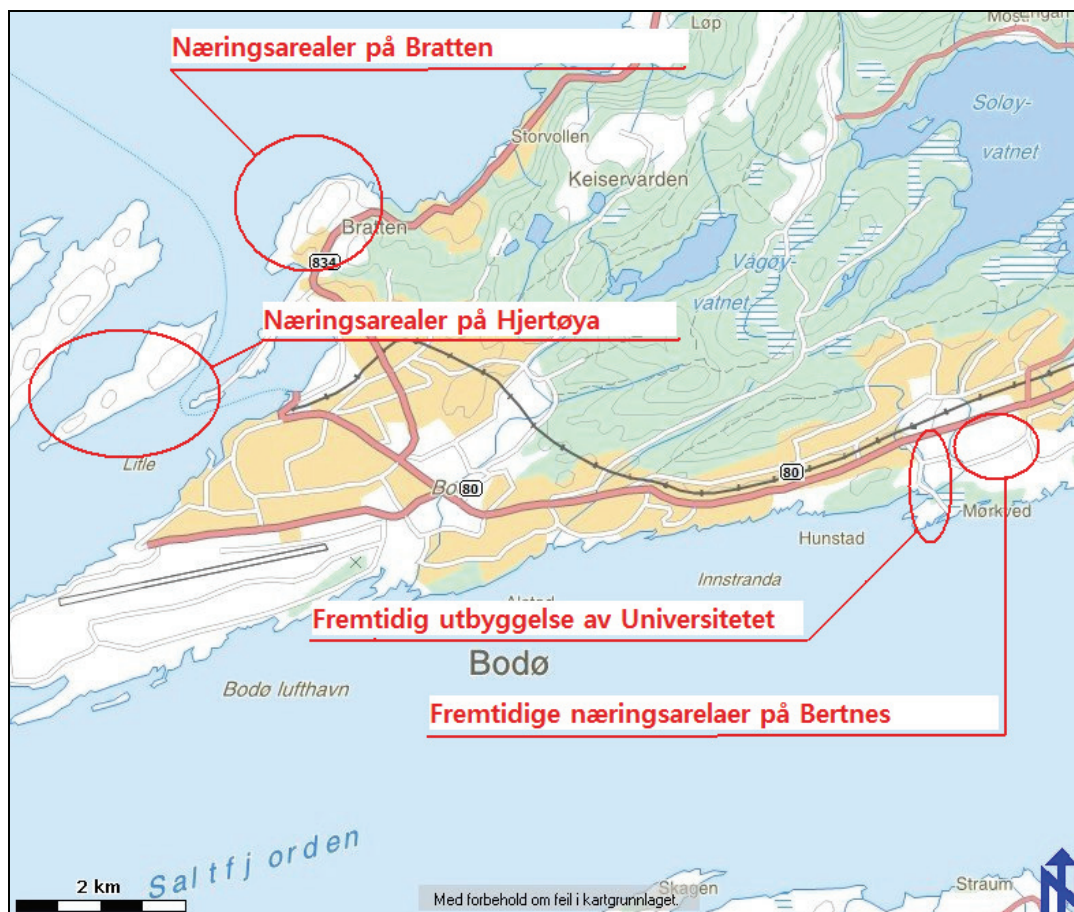 Løp
Most.
Engan
Næringsarealer på Bratten
Soløy-
vatnet
Storvollen
Keiservarden
Bratten
834
Vågøy-
vatnet
Næringsarealer på Hjertøya
Litle
80
80
Mørkved
Hunstad
Innstranda
Fremtidig utbyggelse av Universitetet
Bodø
Bodø lufthavn
Fremtidige næringsarelaer på Bertnes
Saltfjorden
2 km
Med forbehold om feil i kartgrunnlaget.
Skagen
Straum
N